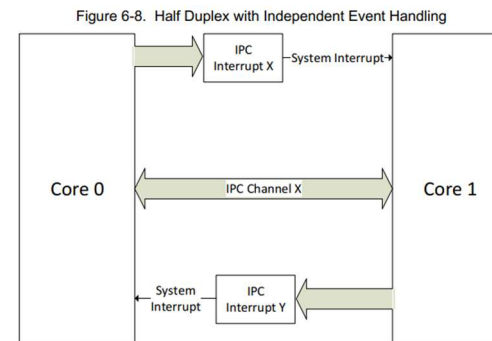 Figure 6-8. Half Duplex with Independent Event Handling
IPC
Interrupt X
System Interrupt
Core 0
IPC Channel X
Core 1
System
Interrupt
IPC
Interrupt Y